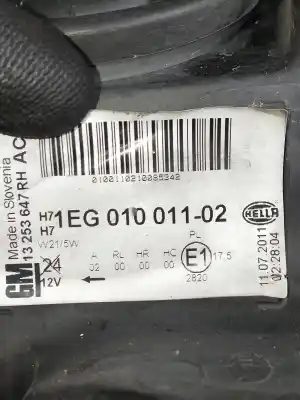 0100110210085342
GM
Made in Slovenia
13 253 647 RH AC
H7
H7
1EG 010 011-02
HELLA
W21/5W
24
12V
A RL HR HC
02 00 00 00
PL
E1
17.5
2820
11.07.2011
02:28:04